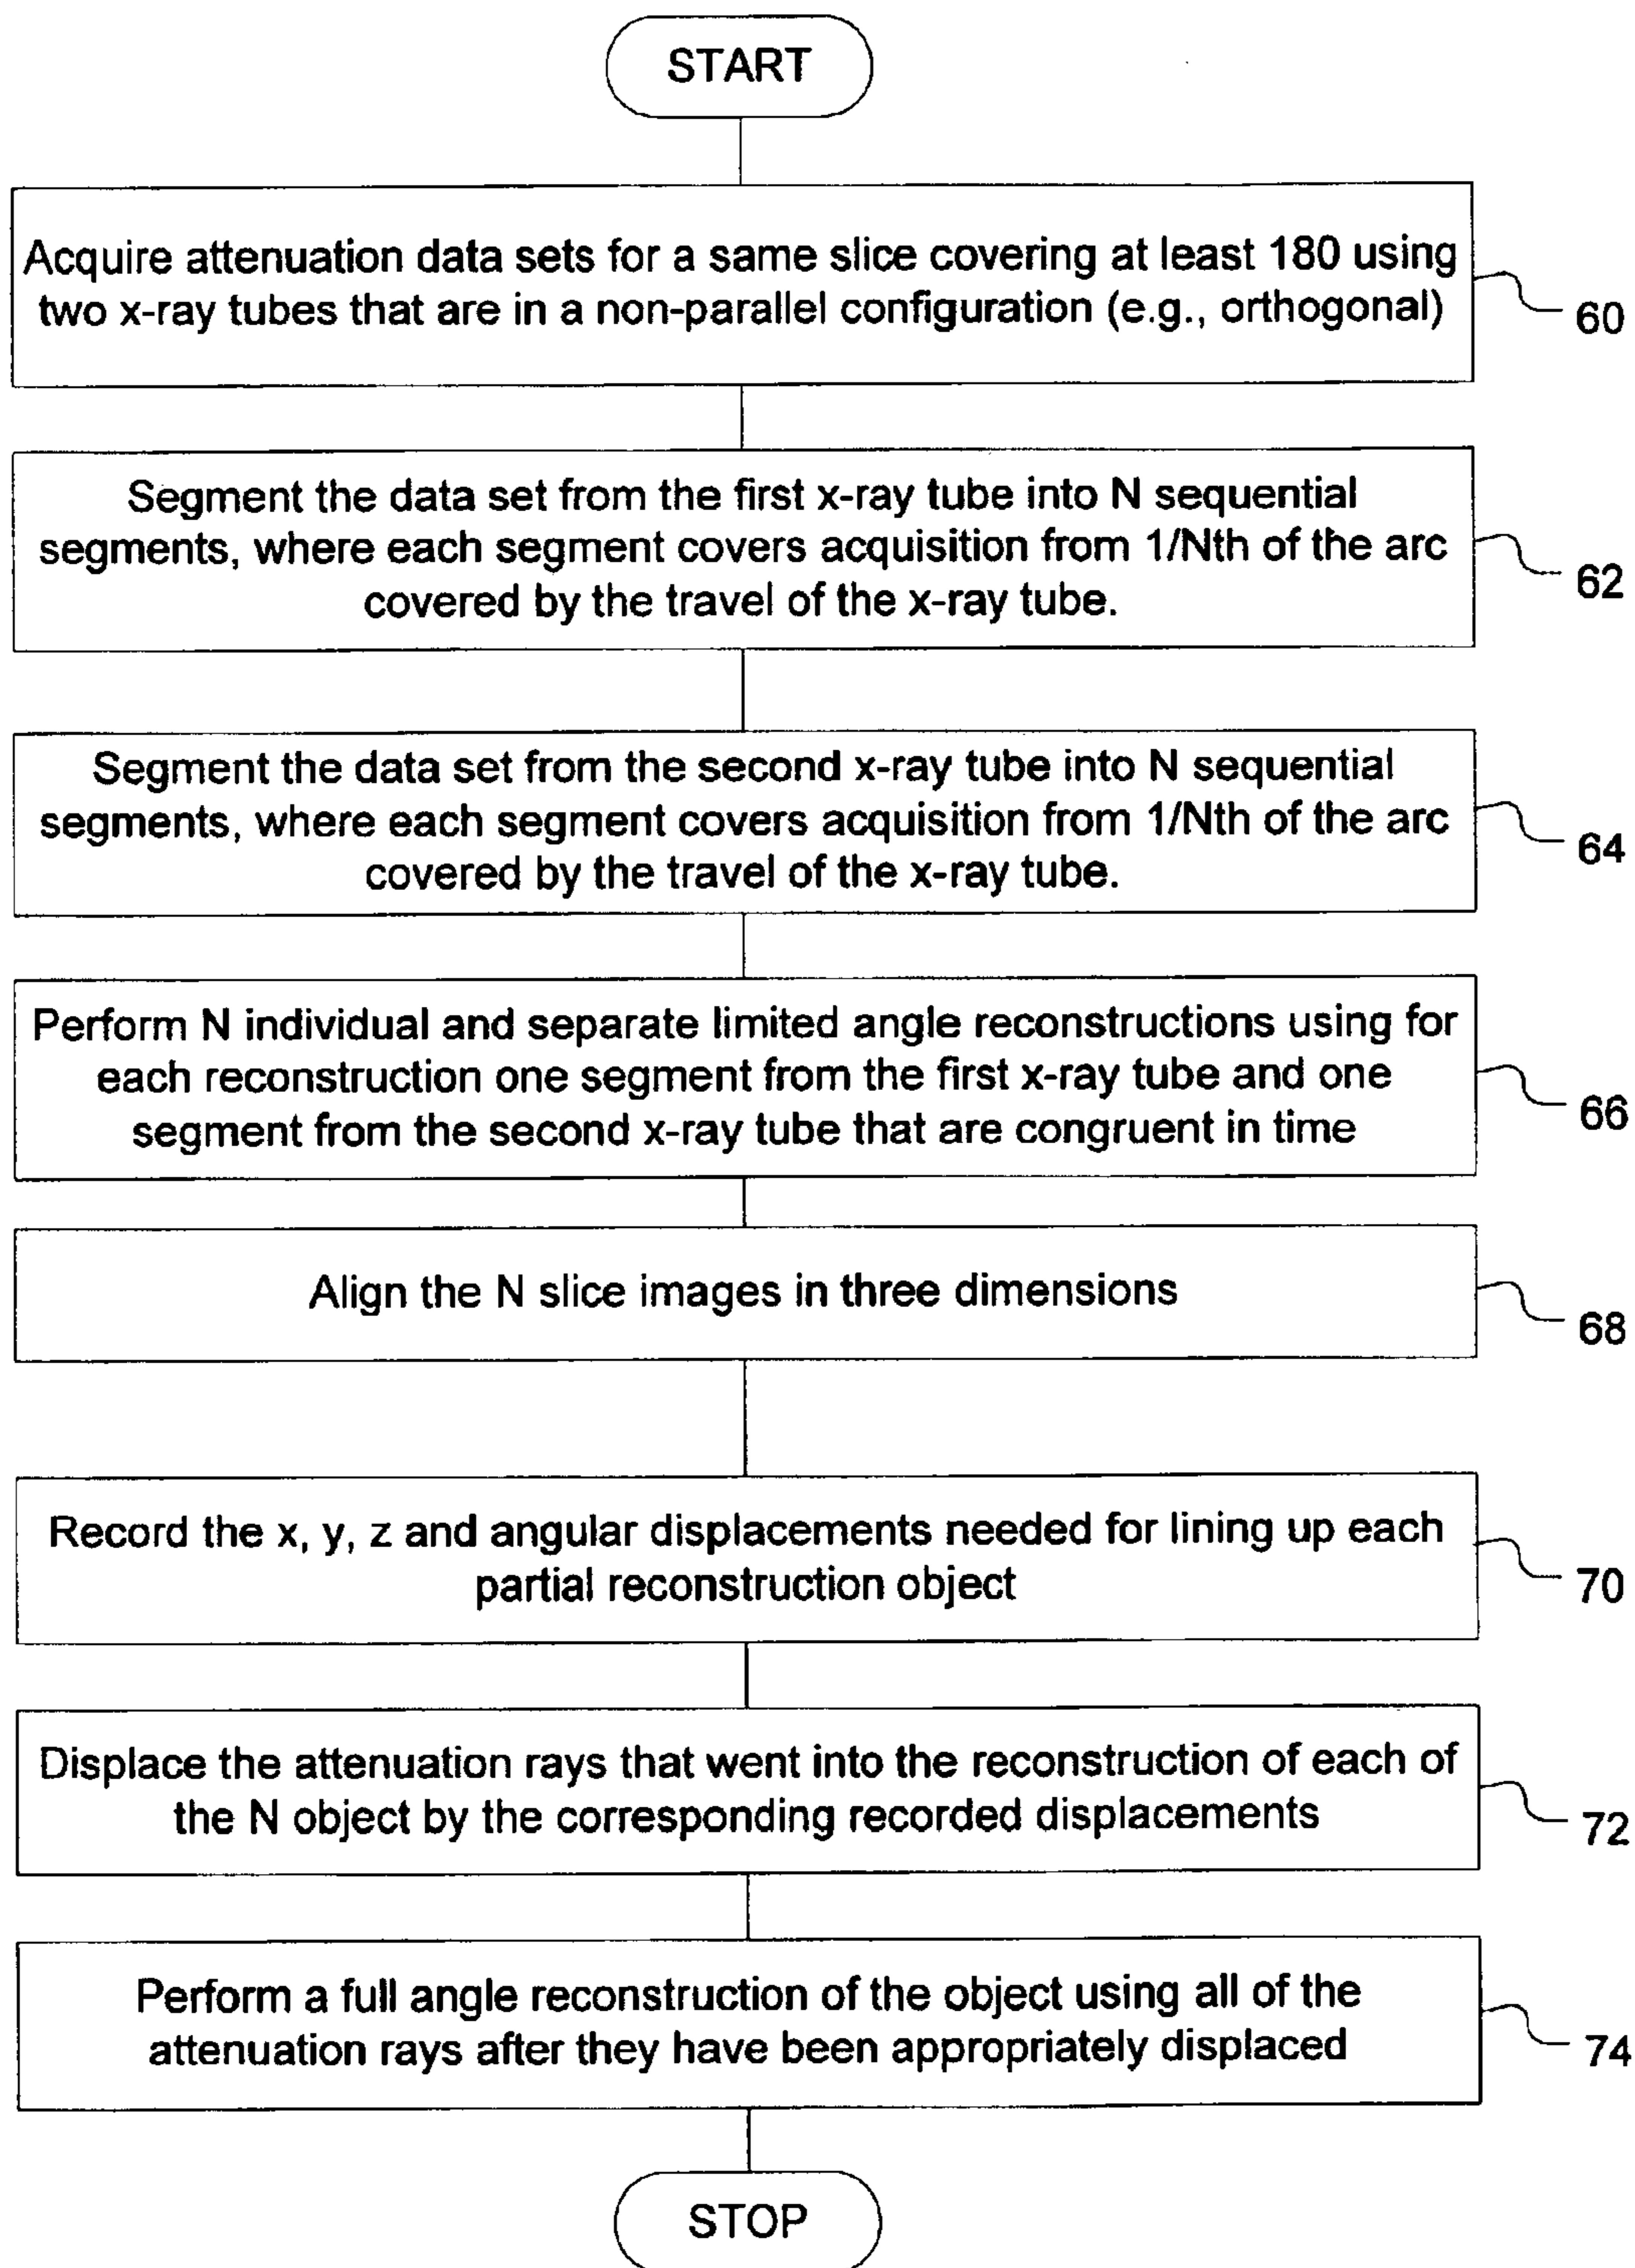 START
Acquire attenuation data sets for a same slice covering at least 180 using
two x-ray tubes that are in a non-parallel configuration (e.g., orthogonal)
60
Segment the data set from the first x-ray tube into N sequential
segments, where each segment covers acquisition from 1/Nth of the arc
covered by the travel of the x-ray tube.
62
Segment the data set from the second x-ray tube into N sequential
segments, where each segment covers acquisition from 1/Nth of the arc
covered by the travel of the x-ray tube.
64
Perform N individual and separate limited angle reconstructions using for
each reconstruction one segment from the first x-ray tube and one
segment from the second x-ray tube that are congruent in time
66
Align the N slice images in three dimensions
68
Record the x, y, z and angular displacements needed for lining up each
partial reconstruction object
70
Displace the attenuation rays that went into the reconstruction of each of
the N object by the corresponding recorded displacements
72
Perform a full angle reconstruction of the object using all of the
attenuation rays after they have been appropriately displaced
74
STOP